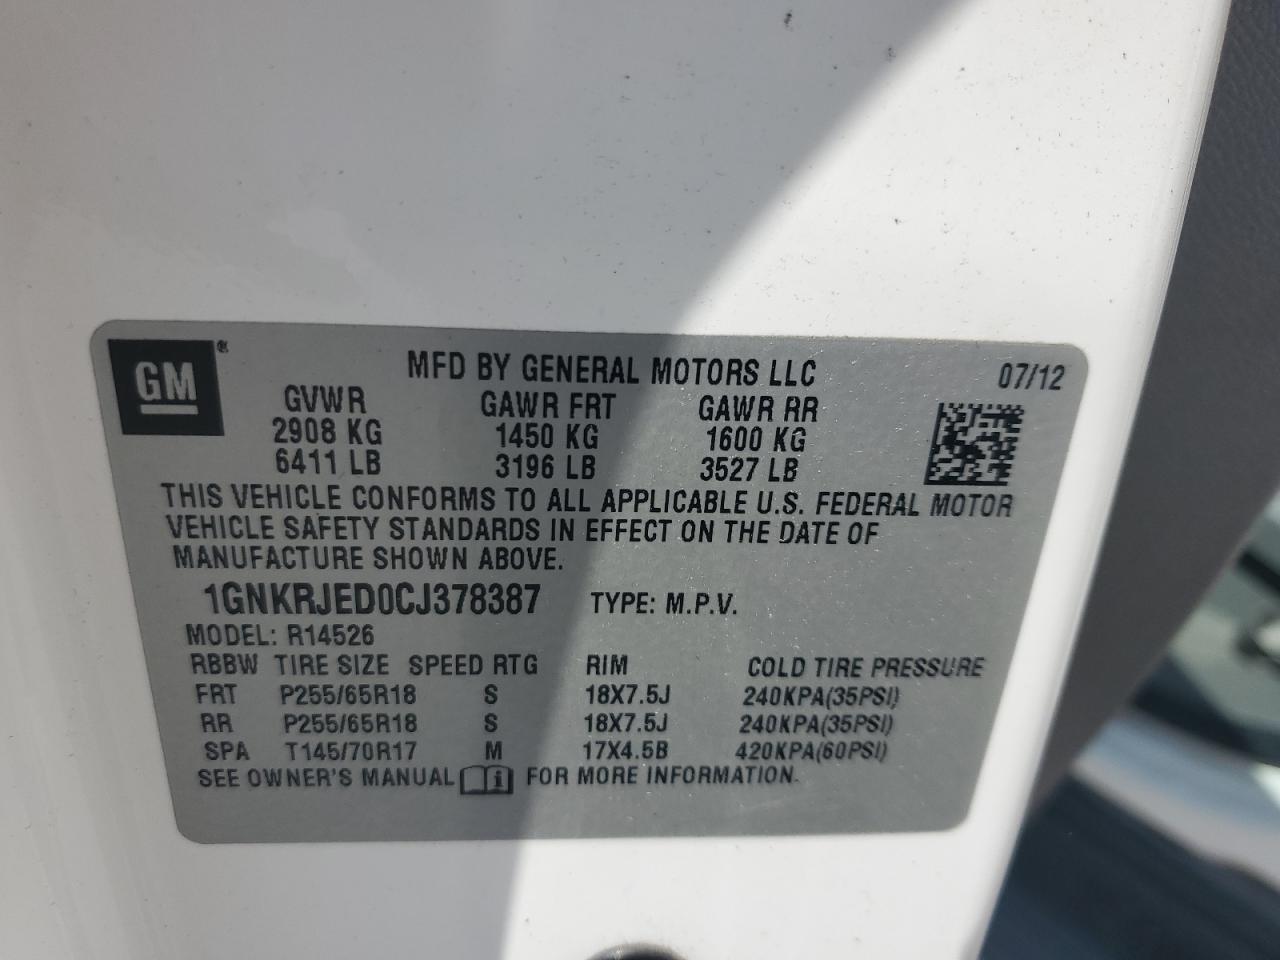 GM®
MFD BY GENERAL MOTORS LLC 07/12
GVWR GAWR FRT GAWR RR
2908 KG 1450 KG 1600 KG
6411 LB 3196 LB 3527 LB
THIS VEHICLE CONFORMS TO ALL APPLICABLE U.S. FEDERAL MOTOR
VEHICLE SAFETY STANDARDS IN EFFECT ON THE DATE OF
MANUFACTURE SHOWN ABOVE.
1GNKRJED0CJ378387 TYPE: M.P.V.
MODEL: R14526
RBBW TIRE SIZE SPEED RTG RIM COLD TIRE PRESSURE
FRT P255/65R18 S 18X7.5J 240KPA(35PSI)
RR P255/65R18 S 18X7.5J 240KPA(35PSI)
SPA T145/70R17 M 17X4.5B 420KPA(60PSI)
SEE OWNER'S MANUAL i FOR MORE INFORMATION.